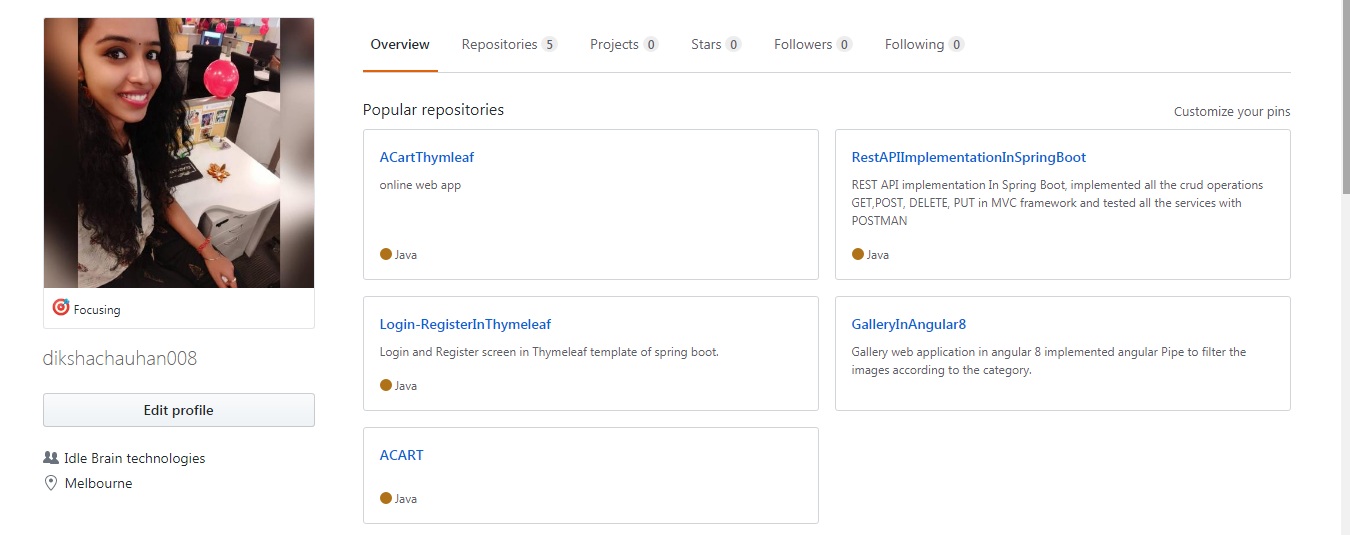 Overview Repositories 5 Projects 0 Stars 0 Followers 0 Following 0
Popular repositories Customize your pins
ACartThymleaf
online web app
Java
RestAPIImplementationInSpringBoot
REST API implementation In Spring Boot, implemented all the crud operations
GET,POST, DELETE, PUT in MVC framework and tested all the services with
POSTMAN
Java
Login-RegisterInThymeleaf
Login and Register screen in Thymeleaf template of spring boot.
Java
GalleryInAngular8
Gallery web application in angular 8 implemented angular Pipe to filter the
images according to the category.
ACART
Java
Focusing
dikshachauhan008
Edit profile
Idle Brain technologies
Melbourne